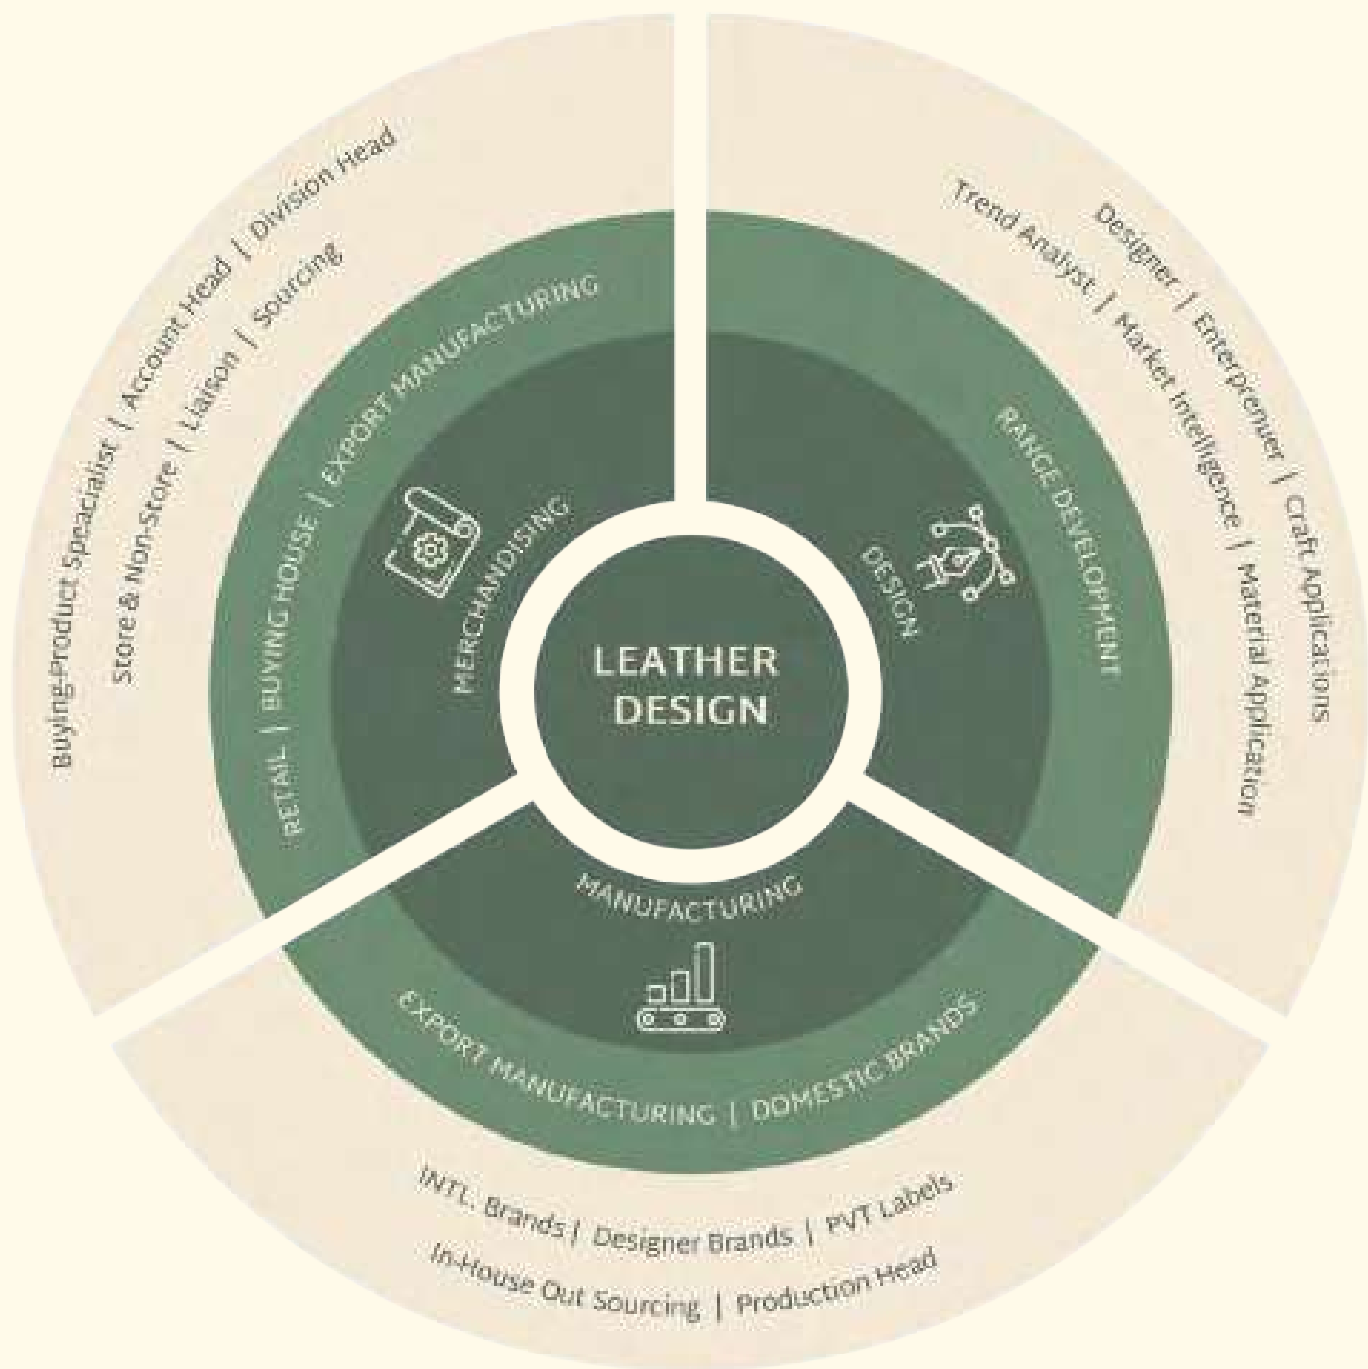 LEATHER
DESIGN
MERCHANDISING
RETAIL | BUYING HOUSE | EXPORT MANUFACTURING
Buying-Product Speacialist | Account Head | Division Head
Store & Non-Store | Liaison | Sourcing
DESIGN
RANGE DEVELOPMENT
Designer | Enterprenuer | Craft Applications
Trend Analyst | Market Intelligence | Material Application
MANUFACTURING
EXPORT MANUFACTURING | DOMESTIC BRANDS
INTL. Brands | Designer Brands | PVT Labels
In-House Out Sourcing | Production Head